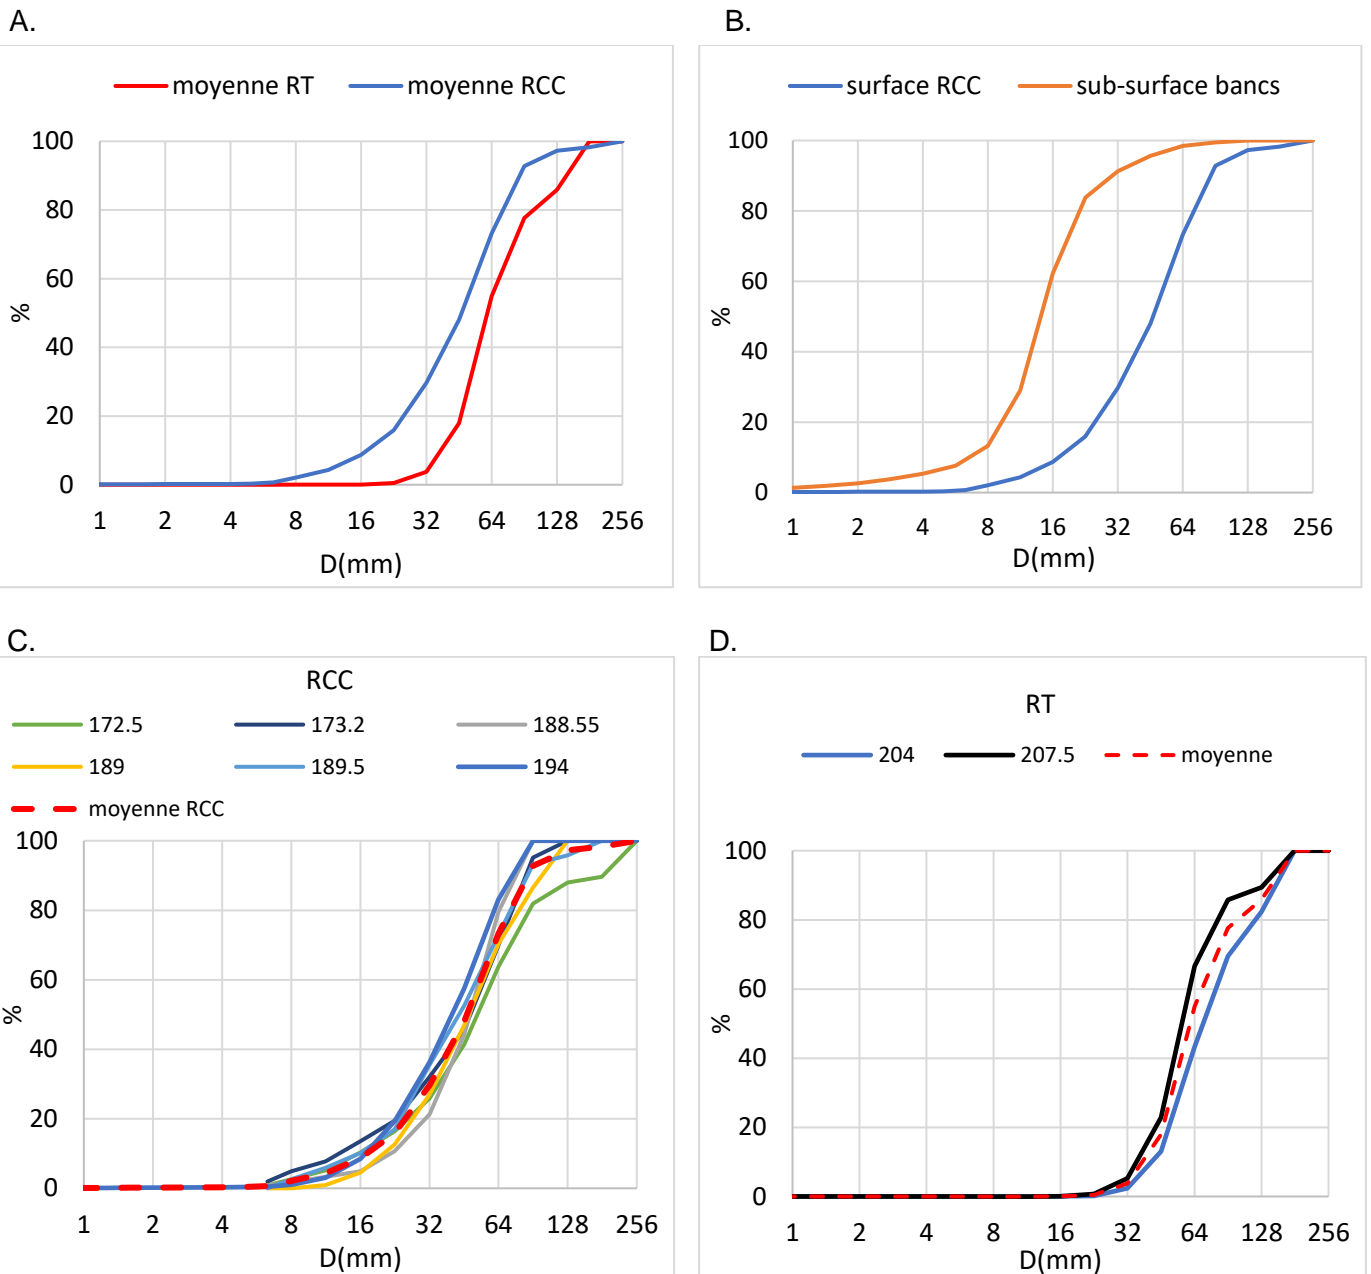 A.
moyenne RT moyenne RCC
100
80
60
40
20
0
%
1 2 4 8 16 32 64 128 256
D(mm)
B.
surface RCC sub-surface bancs
100
80
60
40
20
0
%
1 2 4 8 16 32 64 128 256
D(mm)
C.
RCC
172.5 173.2 188.55
189 189.5 194
moyenne RCC
100
80
60
40
20
0
%
1 2 4 8 16 32 64 128 256
D(mm)
D.
RT
204 207.5 moyenne
100
80
60
40
20
0
%
1 2 4 8 16 32 64 128 256
D(mm)